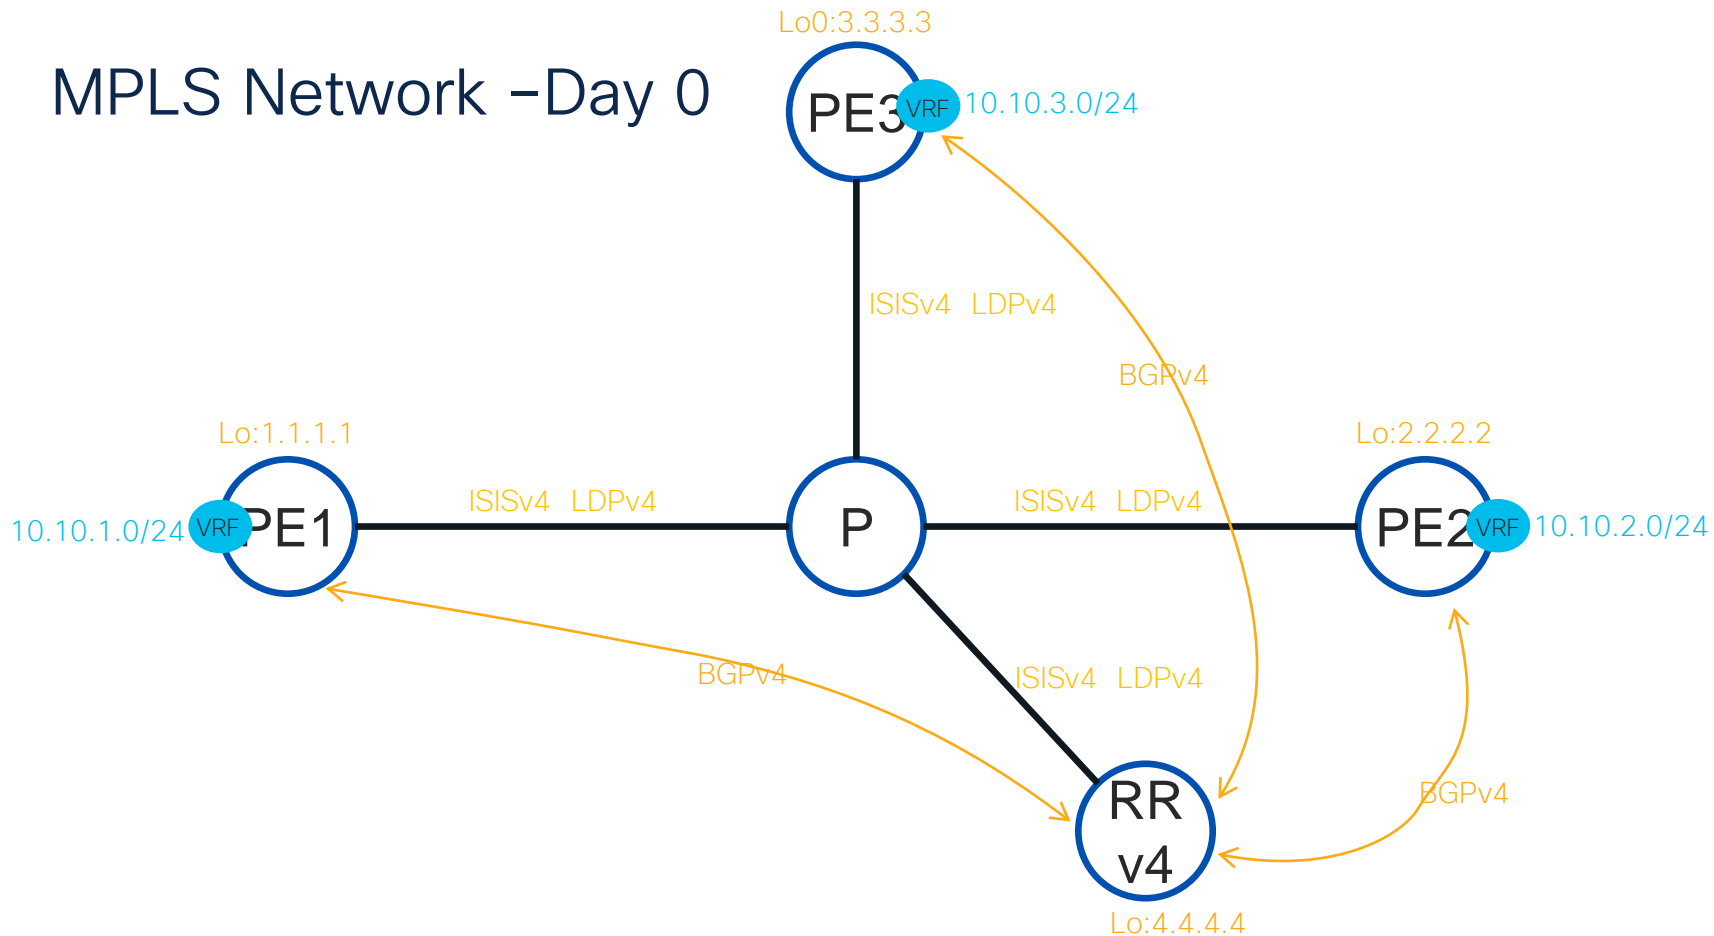 Lo0:3.3.3.3
MPLS Network –Day 0
PE3
VRF
10.10.3.0/24
ISISv4 LDPv4
BGPv4
Lo:1.1.1.1
Lo:2.2.2.2
10.10.1.0/24
VRF
PE1
ISISv4 LDPv4
P
ISISv4 LDPv4
PE2
VRF
10.10.2.0/24
BGPv4
ISISv4 LDPv4
BGPv4
RR
v4
Lo:4.4.4.4